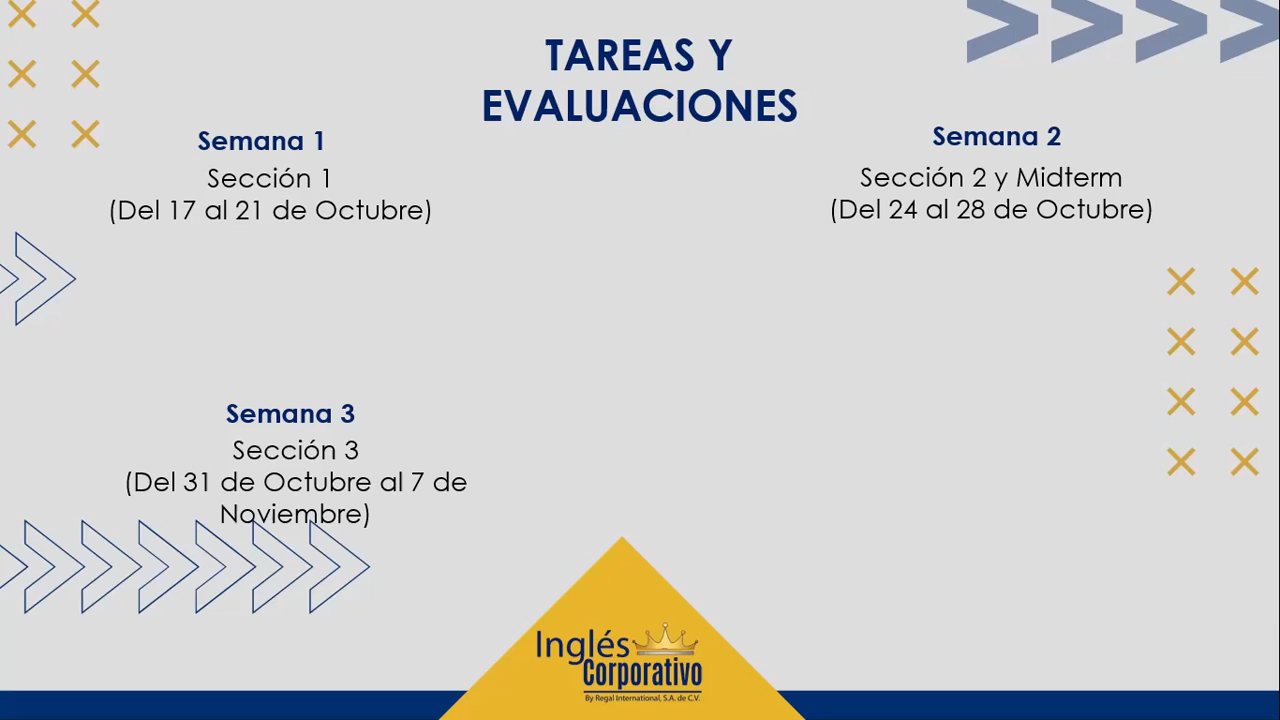 TAREAS Y
EVALUACIONES
Semana 1
Sección 1
(Del 17 al 21 de Octubre)
Semana 2
Sección 2 y Midterm
(Del 24 al 28 de Octubre)
Semana 3
Sección 3
(Del 31 de Octubre al 7 de
Noviembre)
Inglés
Corporativo
By Regal International, S.A. de C.V.